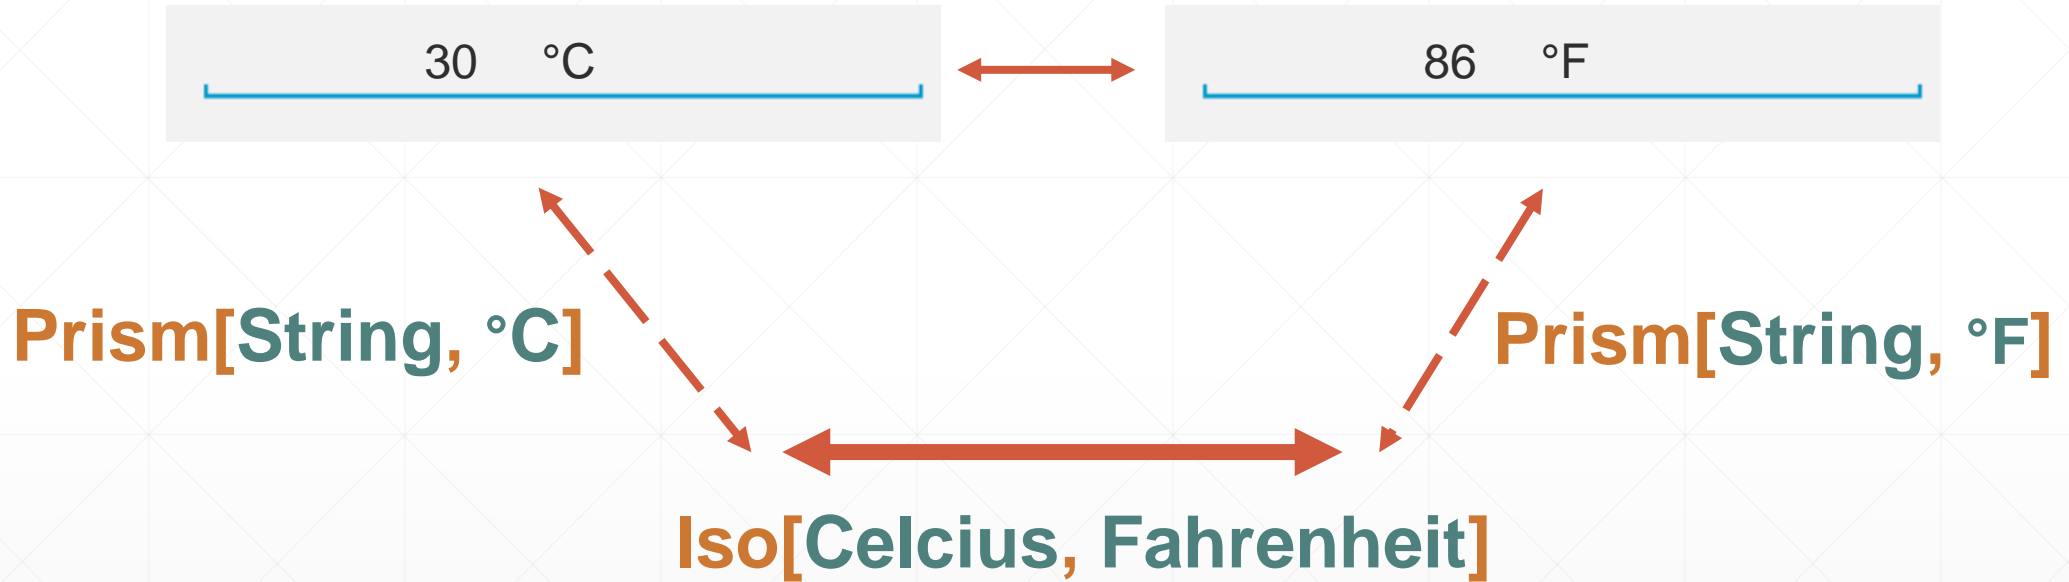 30 °C
86 °F
Prism[String, °C]
Prism[String, °F]
Iso[Celcius, Fahrenheit]